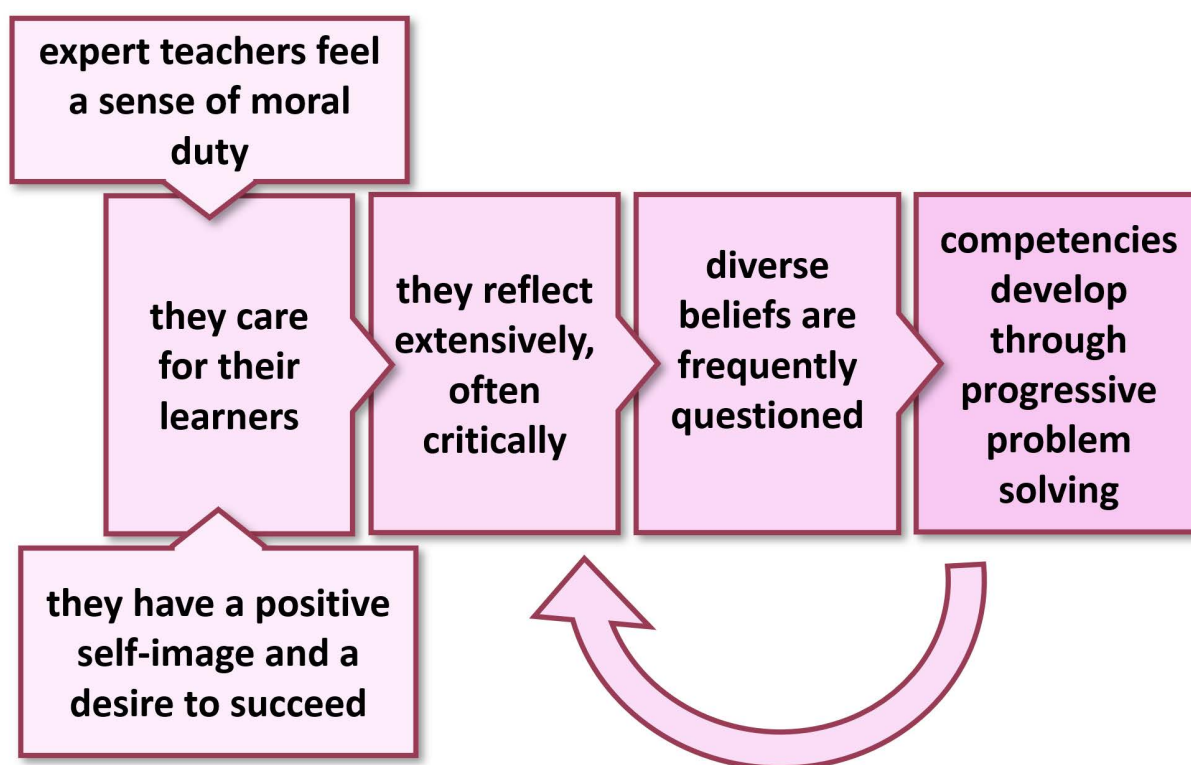 expert teachers feel
a sense of moral
duty
they care
for their
learners
they have a positive
self-image and a
desire to succeed
they reflect
extensively,
often
critically
diverse
beliefs are
frequently
questioned
competencies
develop
through
progressive
problem
solving